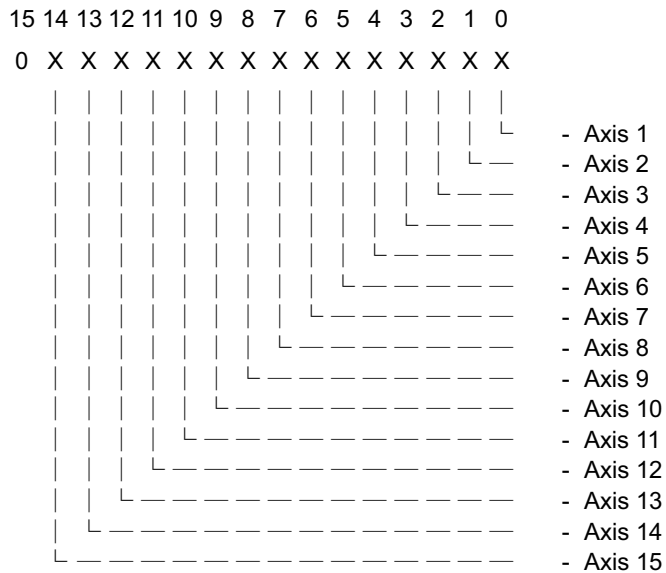 15 14 13 12 11 10 9 8 7 6 5 4 3 2 1 0
0 X X X X X X X X X X X X X X X
- Axis 1
- Axis 2
- Axis 3
- Axis 4
- Axis 5
- Axis 6
- Axis 7
- Axis 8
- Axis 9
- Axis 10
- Axis 11
- Axis 12
- Axis 13
- Axis 14
- Axis 15